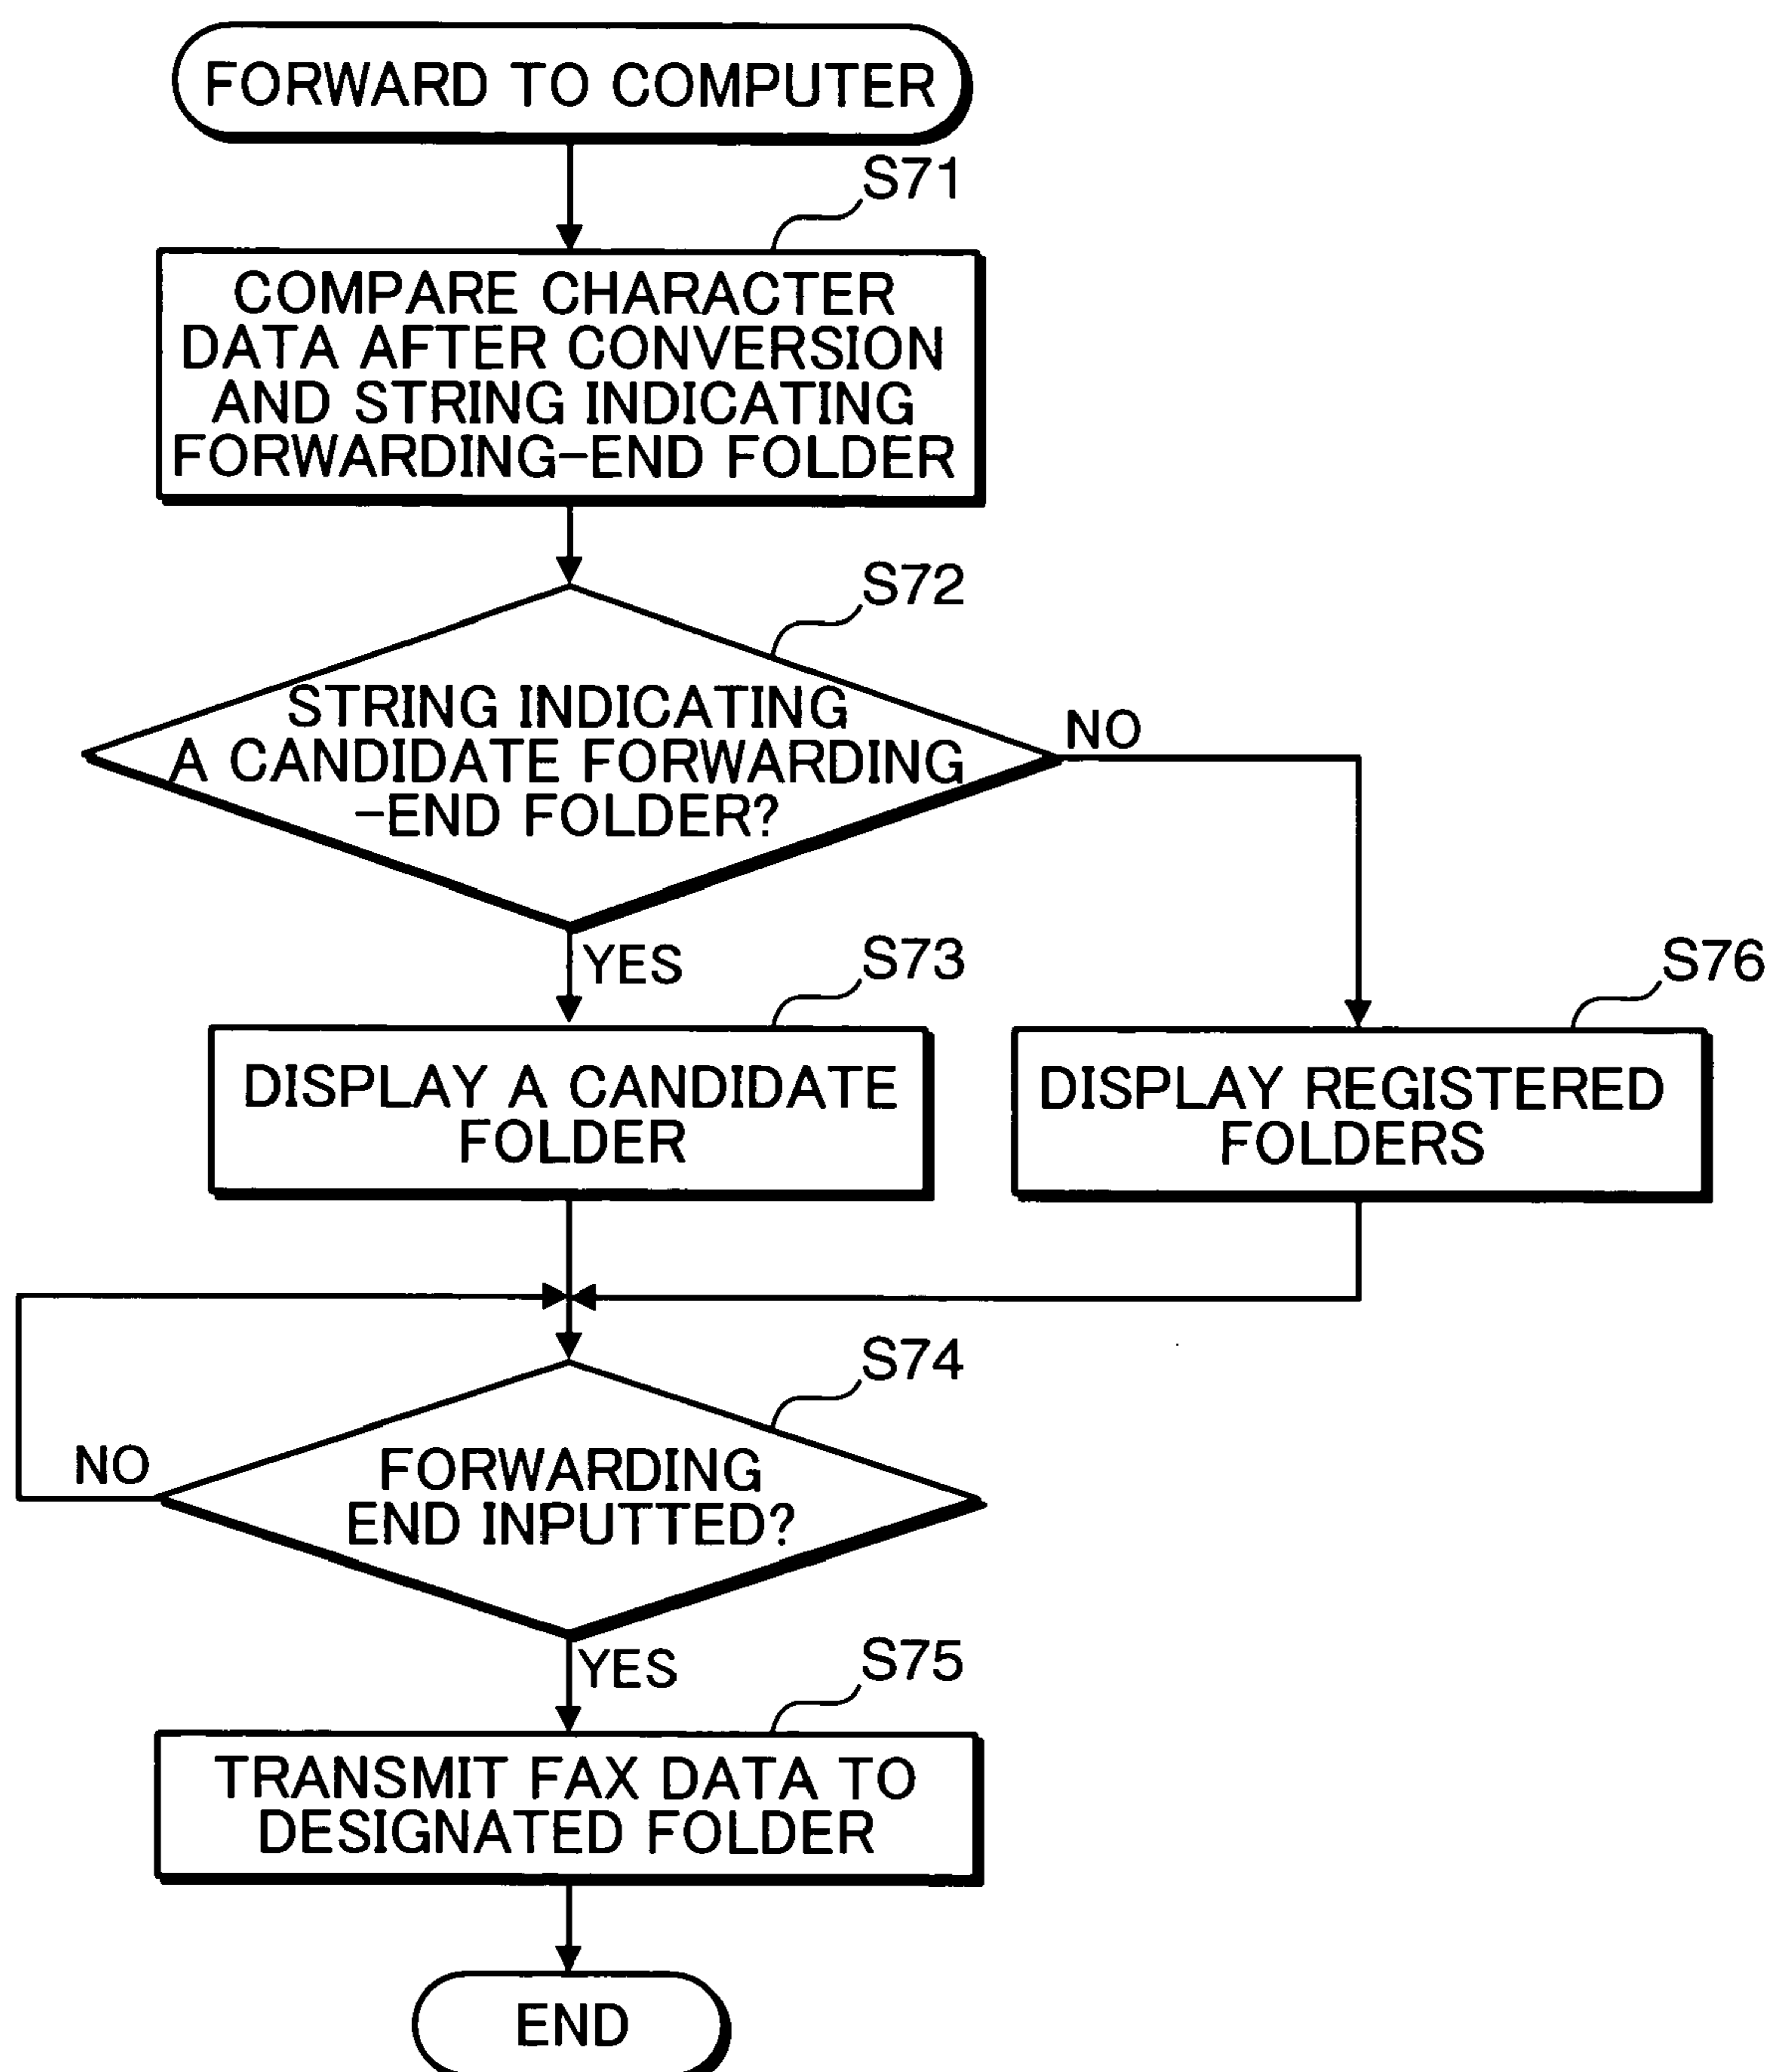 FORWARD TO COMPUTER
S71
COMPARE CHARACTER
DATA AFTER CONVERSION
AND STRING INDICATING
FORWARDING-END FOLDER
S72
STRING INDICATING
A CANDIDATE FORWARDING
-END FOLDER?
NO
YES
S73
DISPLAY A CANDIDATE
FOLDER
S76
DISPLAY REGISTERED
FOLDERS
S74
FORWARDING
END INPUTTED?
NO
YES
S75
TRANSMIT FAX DATA TO
DESIGNATED FOLDER
END